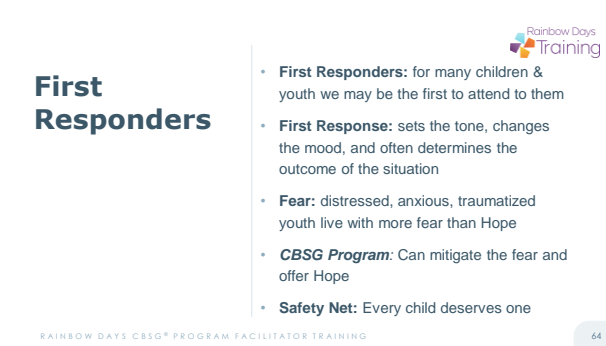 Rainbow Days
Training
First
Responders
• First Responders: for many children &
youth we may be the first to attend to them
• First Response: sets the tone, changes
the mood, and often determines the
outcome of the situation
• Fear: distressed, anxious, traumatized
youth live with more fear than Hope
• CBSG Program: Can mitigate the fear and
offer Hope
• Safety Net: Every child deserves one
RAINBOW DAYS CBSG® PROGRAM FACILITATOR TRAINING
64